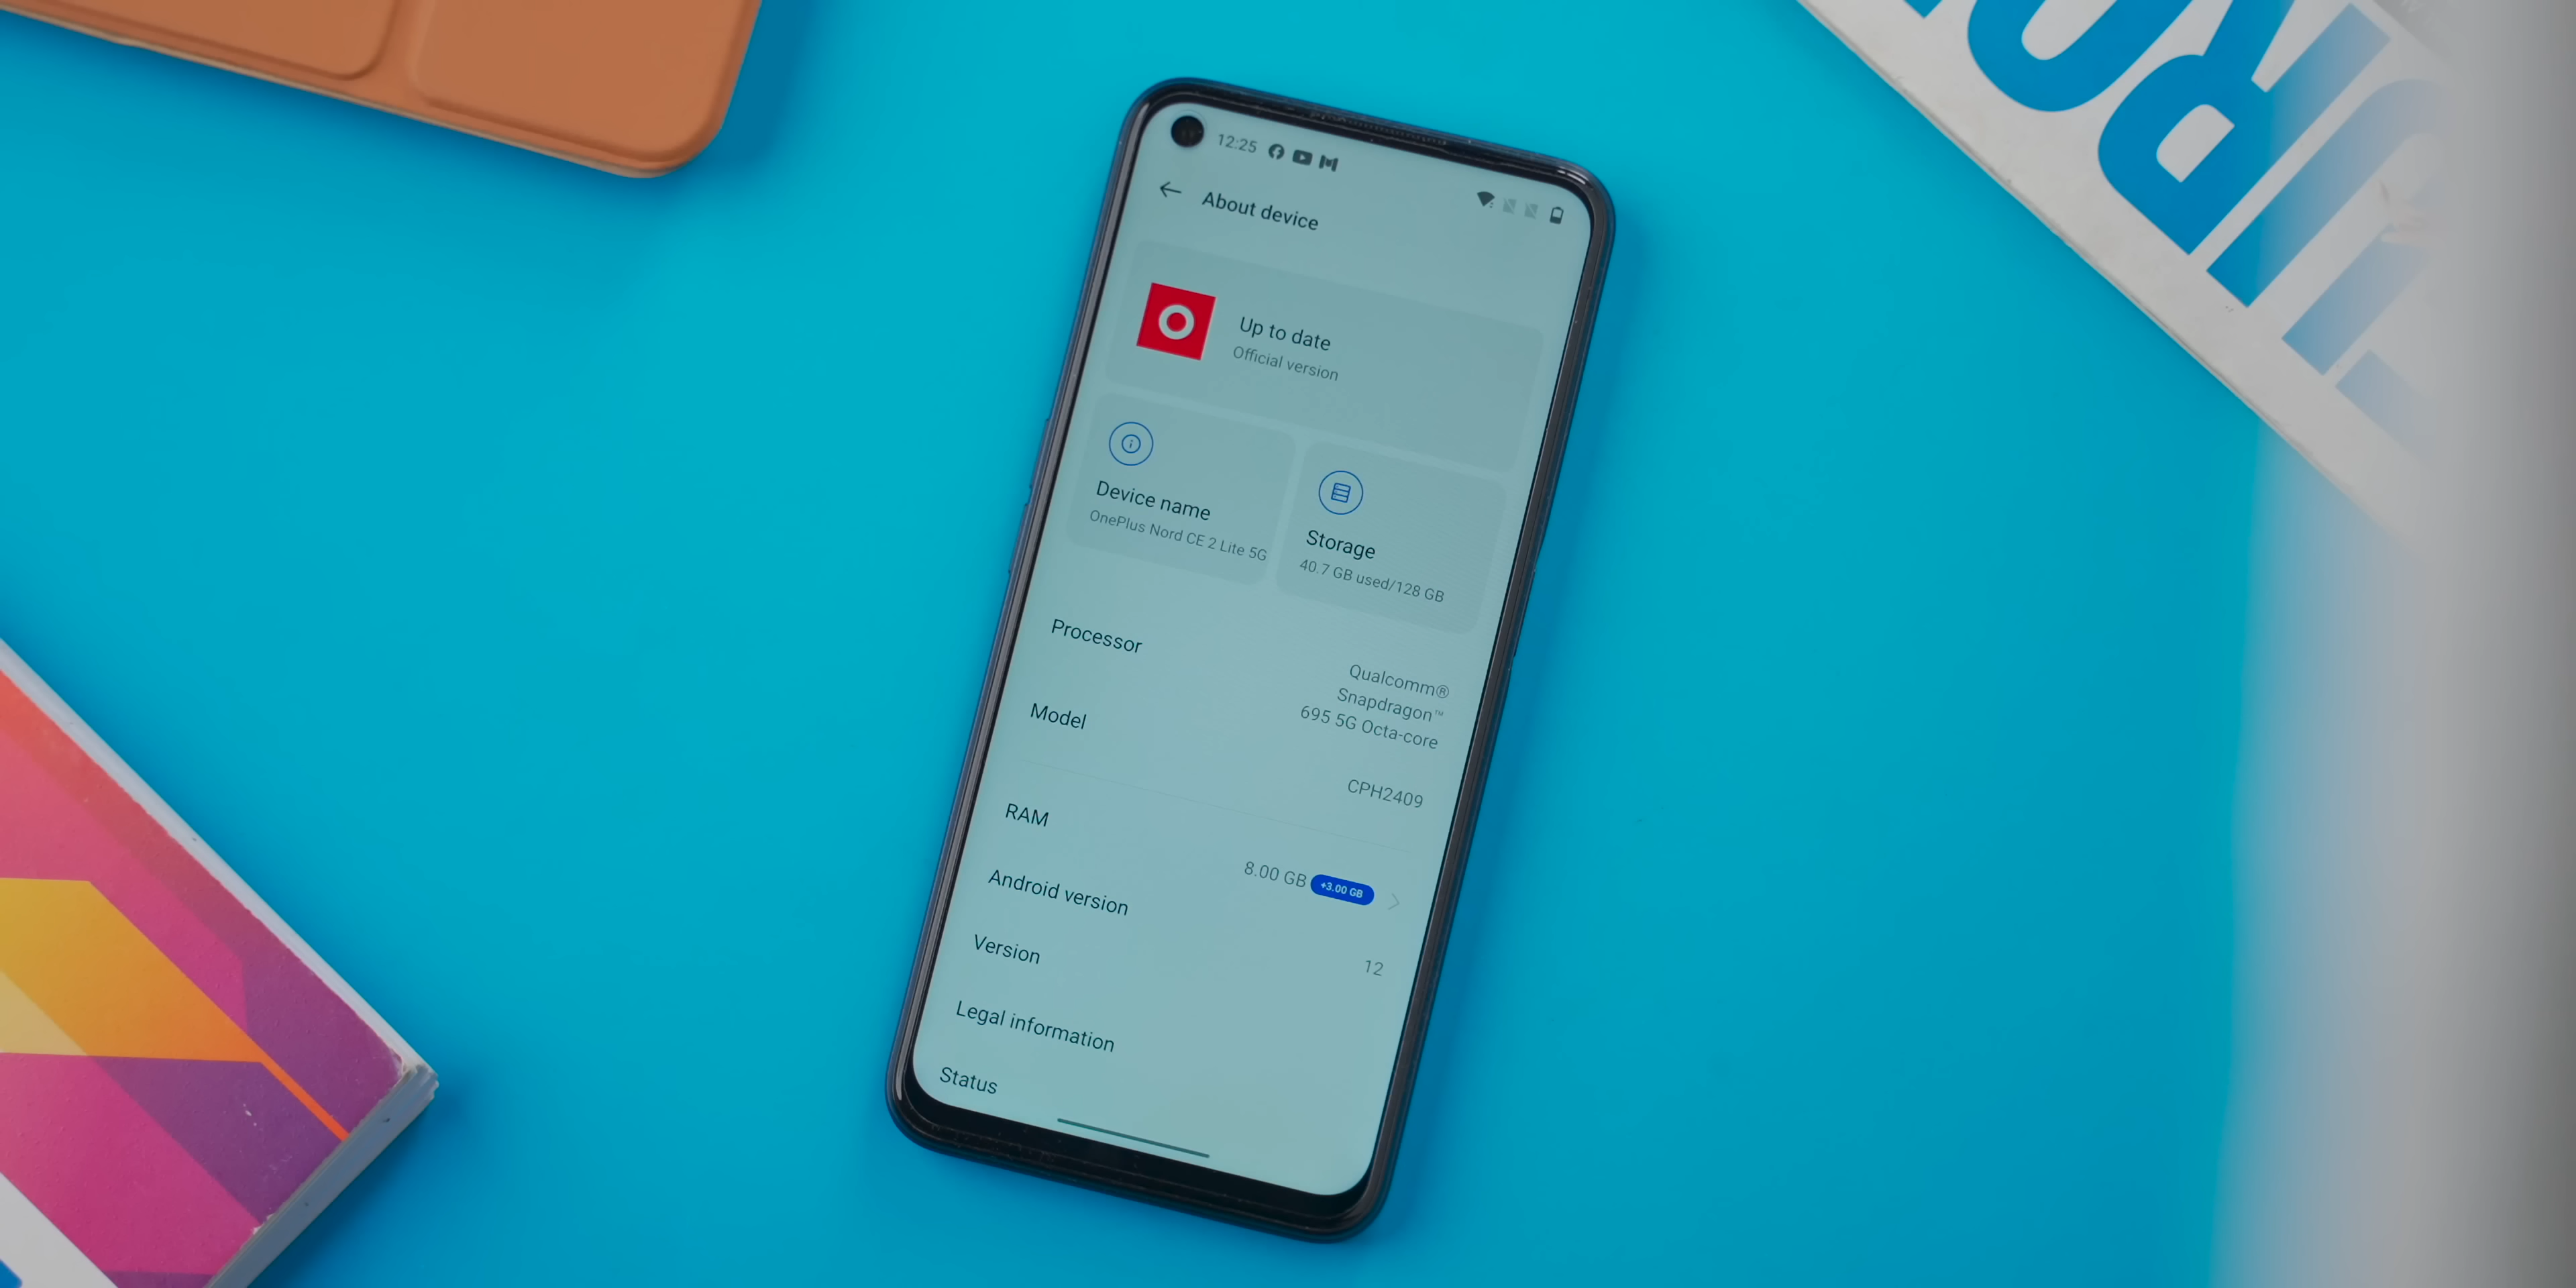 12:25
About device
Up to date
Official version
Device name
OnePlus Nord CE 2 Lite 5G
Storage
40.7 GB used/128 GB
Processor
Qualcomm®
Snapdragon™
695 5G Octa-core
Model
CPH2409
RAM
8.00 GB +3.00 GB
Android version
12
Version
Legal information
Status